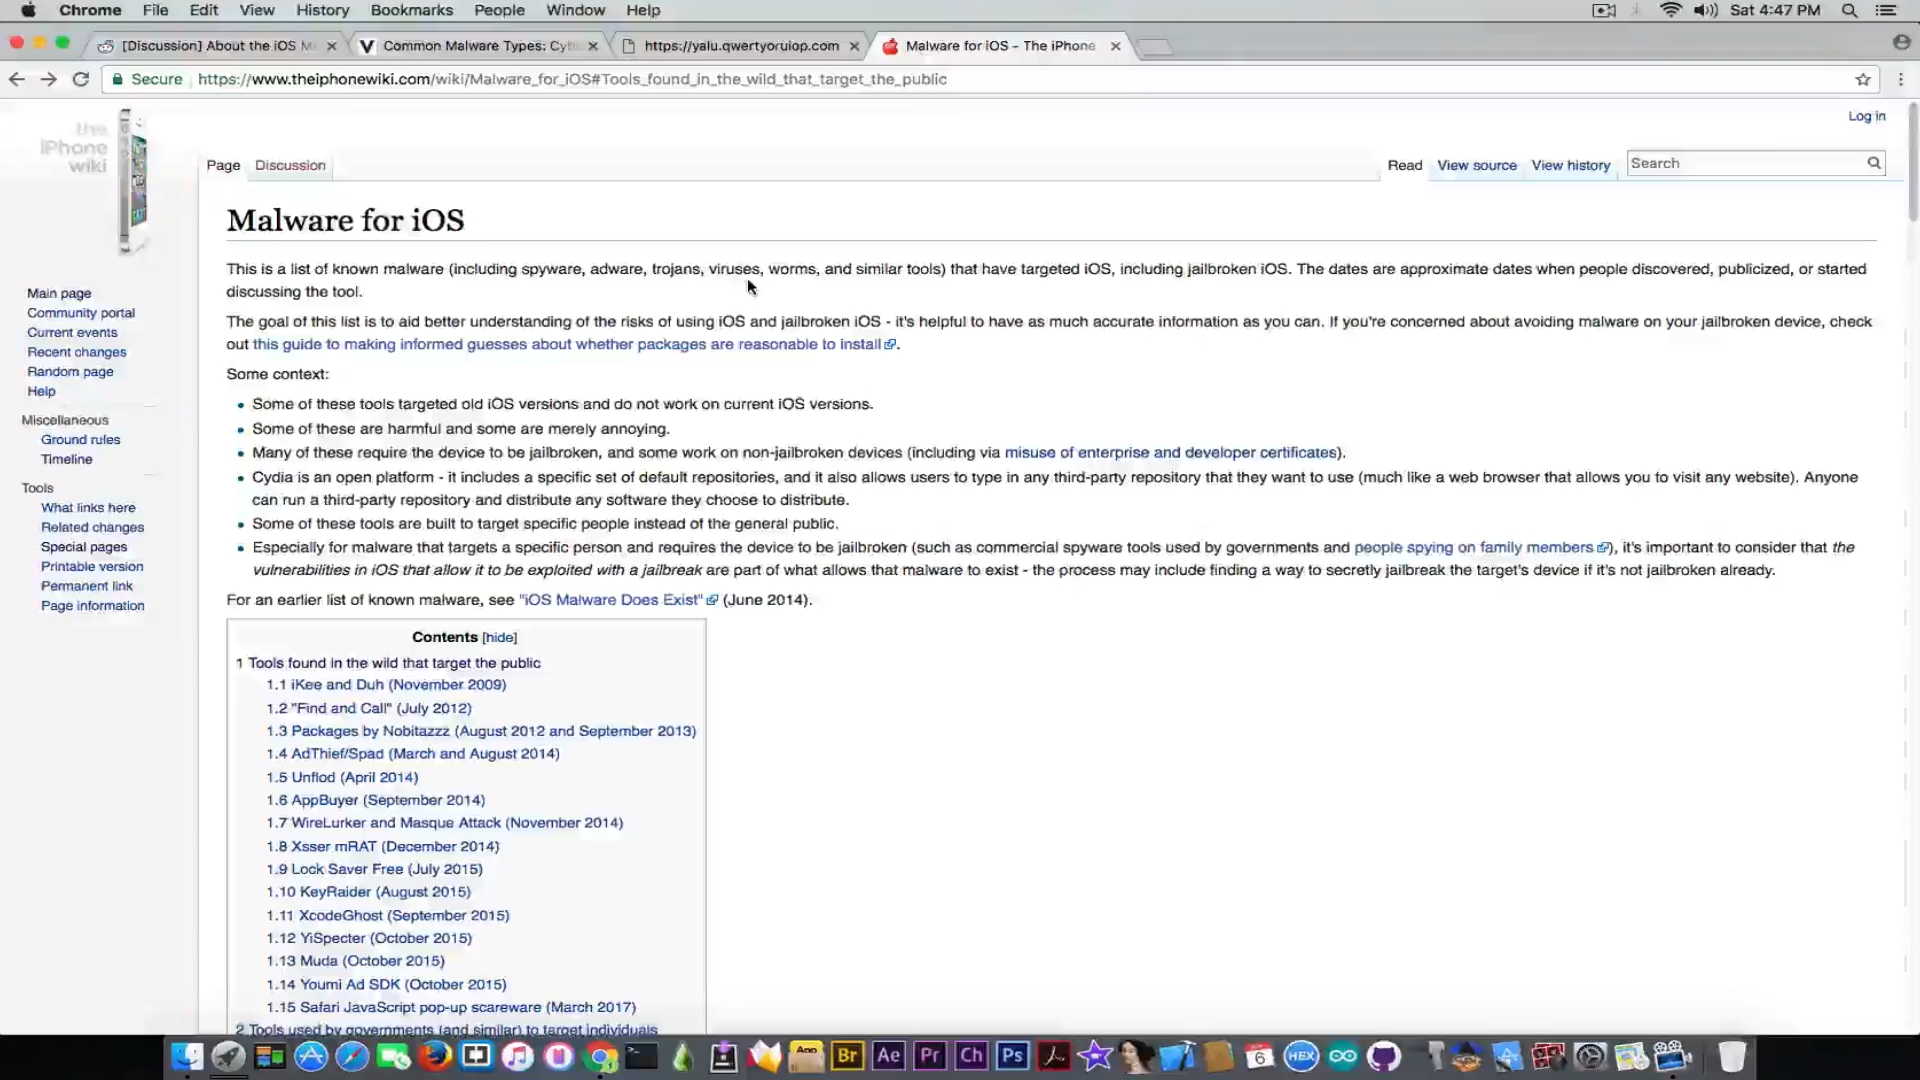 Chrome File Edit View History Bookmarks People Window Help Sat 4:47 PM
[Discussion] About the iOS M Common Malware Types: Cyb https://yalu.qwertyoruiop.com Malware for iOS - The iPhone
Secure https://www.theiphonewiki.com/wiki/Malware_for_iOS#Tools_found_in_the_wild_that_target_the_public
Log in
the
iPhone
wiki
Page Discussion Read View source View history Search
Malware for iOS
This is a list of known malware (including spyware, adware, trojans, viruses, worms, and similar tools) that have targeted iOS, including jailbroken iOS. The dates are approximate dates when people discovered, publicized, or started
discussing the tool.
The goal of this list is to aid better understanding of the risks of using iOS and jailbroken iOS - it's helpful to have as much accurate information as you can. If you're concerned about avoiding malware on your jailbroken device, check
out this guide to making informed guesses about whether packages are reasonable to install.
Some context:
Some of these tools targeted old iOS versions and do not work on current iOS versions.
Some of these are harmful and some are merely annoying.
Many of these require the device to be jailbroken, and some work on non-jailbroken devices (including via misuse of enterprise and developer certificates).
Cydia is an open platform - it includes a specific set of default repositories, and it also allows users to type in any third-party repository that they want to use (much like a web browser that allows you to visit any website). Anyone
can run a third-party repository and distribute any software they choose to distribute.
Some of these tools are built to target specific people instead of the general public.
Especially for malware that targets a specific person and requires the device to be jailbroken (such as commercial spyware tools used by governments and people spying on family members), it's important to consider that the
vulnerabilities in iOS that allow it to be exploited with a jailbreak are part of what allows that malware to exist - the process may include finding a way to secretly jailbreak the target's device if it's not jailbroken already.
For an earlier list of known malware, see "iOS Malware Does Exist" (June 2014).
Main page
Community portal
Current events
Recent changes
Random page
Help
Miscellaneous
Ground rules
Timeline
Tools
What links here
Related changes
Special pages
Printable version
Permanent link
Page information
Contents [hide]
1 Tools found in the wild that target the public
1.1 iKee and Duh (November 2009)
1.2 "Find and Call" (July 2012)
1.3 Packages by Nobitazzz (August 2012 and September 2013)
1.4 AdThief/Spad (March and August 2014)
1.5 Unflod (April 2014)
1.6 AppBuyer (September 2014)
1.7 WireLurker and Masque Attack (November 2014)
1.8 Xsser mRAT (December 2014)
1.9 Lock Saver Free (July 2015)
1.10 KeyRaider (August 2015)
1.11 XcodeGhost (September 2015)
1.12 YiSpecter (October 2015)
1.13 Muda (October 2015)
1.14 Youmi Ad SDK (October 2015)
1.15 Safari JavaScript pop-up scareware (March 2017)
2 Tools used by governments (and similar) to target individuals
App Br Ae Pr Ch Ps 6 HEX